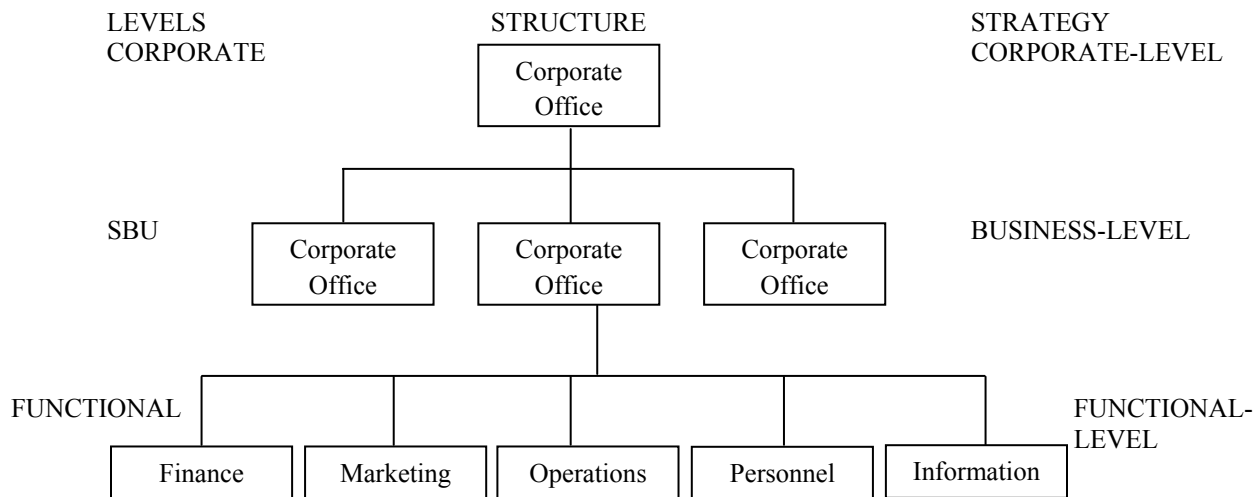 LEVELS
CORPORATE
STRUCTURE
STRATEGY
CORPORATE-LEVEL
Corporate
Office
SBU
Corporate
Office
Corporate
Office
Corporate
Office
BUSINESS-LEVEL
FUNCTIONAL
FUNCTIONAL-
LEVEL
Finance
Marketing
Operations
Personnel
Information